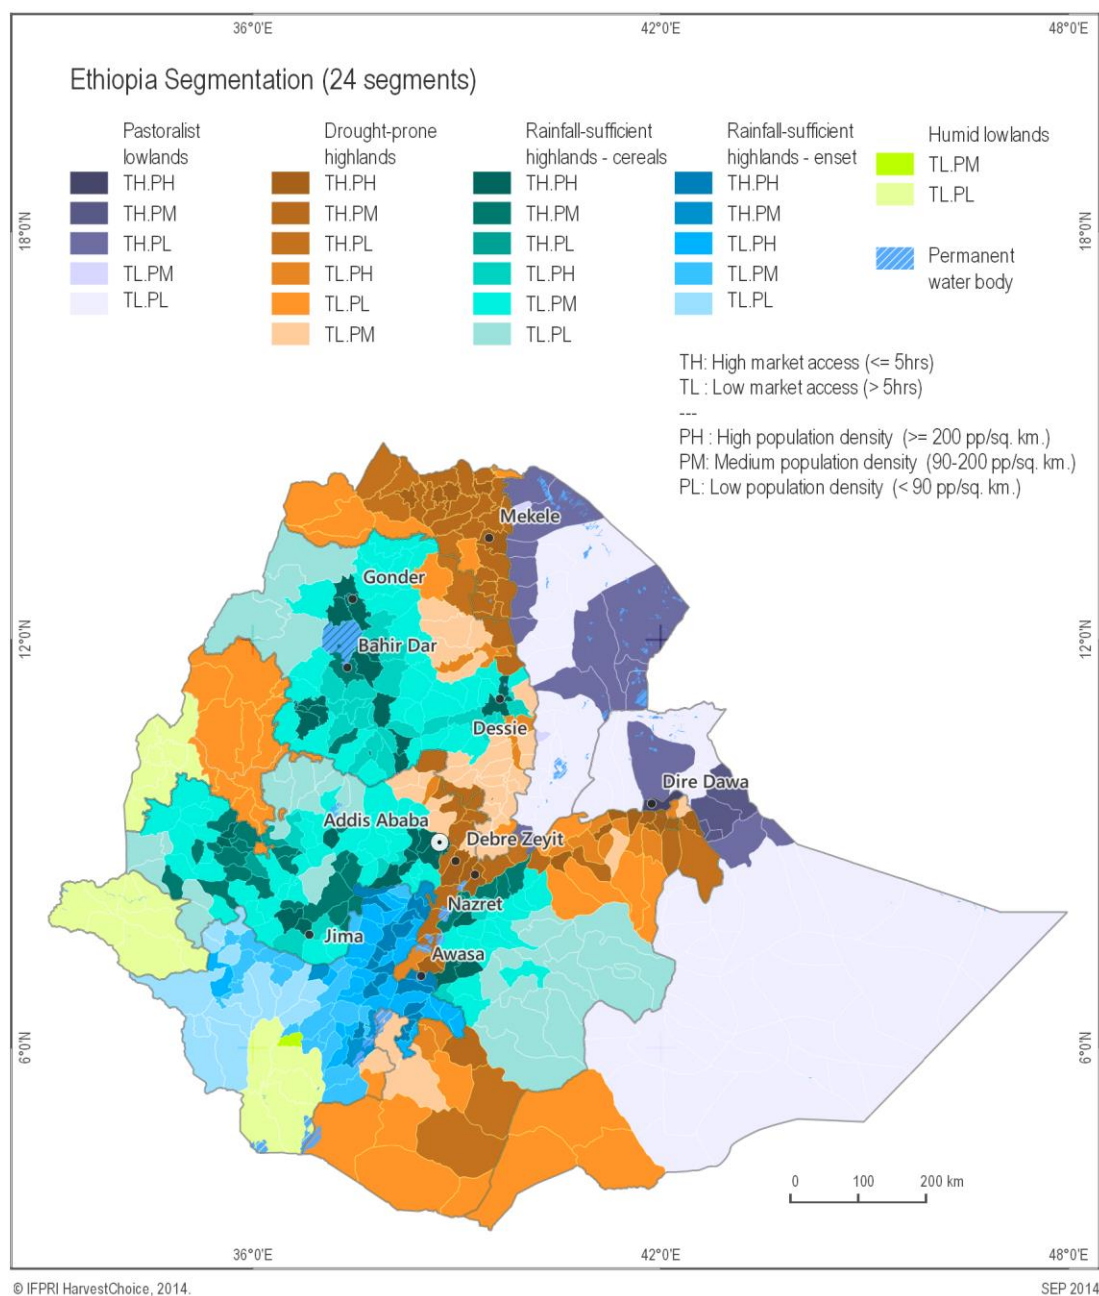 36°0'E 42°0'E 48°0'E
Ethiopia Segmentation (24 segments)
Pastoralist
lowlands
TH.PH
TH.PM
TH.PL
TL.PM
TL.PL
Drought-prone
highlands
TH.PH
TH.PM
TH.PL
TL.PH
TL.PL
TL.PM
Rainfall-sufficient
highlands - cereals
TH.PH
TH.PM
TH.PL
TL.PH
TL.PM
TL.PL
Rainfall-sufficient
highlands - enset
TH.PH
TH.PM
TL.PH
TL.PM
TL.PL
Humid lowlands
TL.PM
TL.PL
Permanent
water body
18°0'N 18°0'N
TH: High market access (<= 5hrs)
TL : Low market access (> 5hrs)
---
PH : High population density (>= 200 pp/sq. km.)
PM: Medium population density (90-200 pp/sq. km.)
PL: Low population density (< 90 pp/sq. km.)
Mekele
Gonder
12°0'N 12°0'N
Bahir Dar
Dessie
Dire Dawa
Addis Ababa
Debre Zeyit
Nazret
Jima
Awasa
6°0'N 6°0'N
0 100 200 km
36°0'E 42°0'E 48°0'E
© IFPRI HarvestChoice, 2014.
SEP 2014